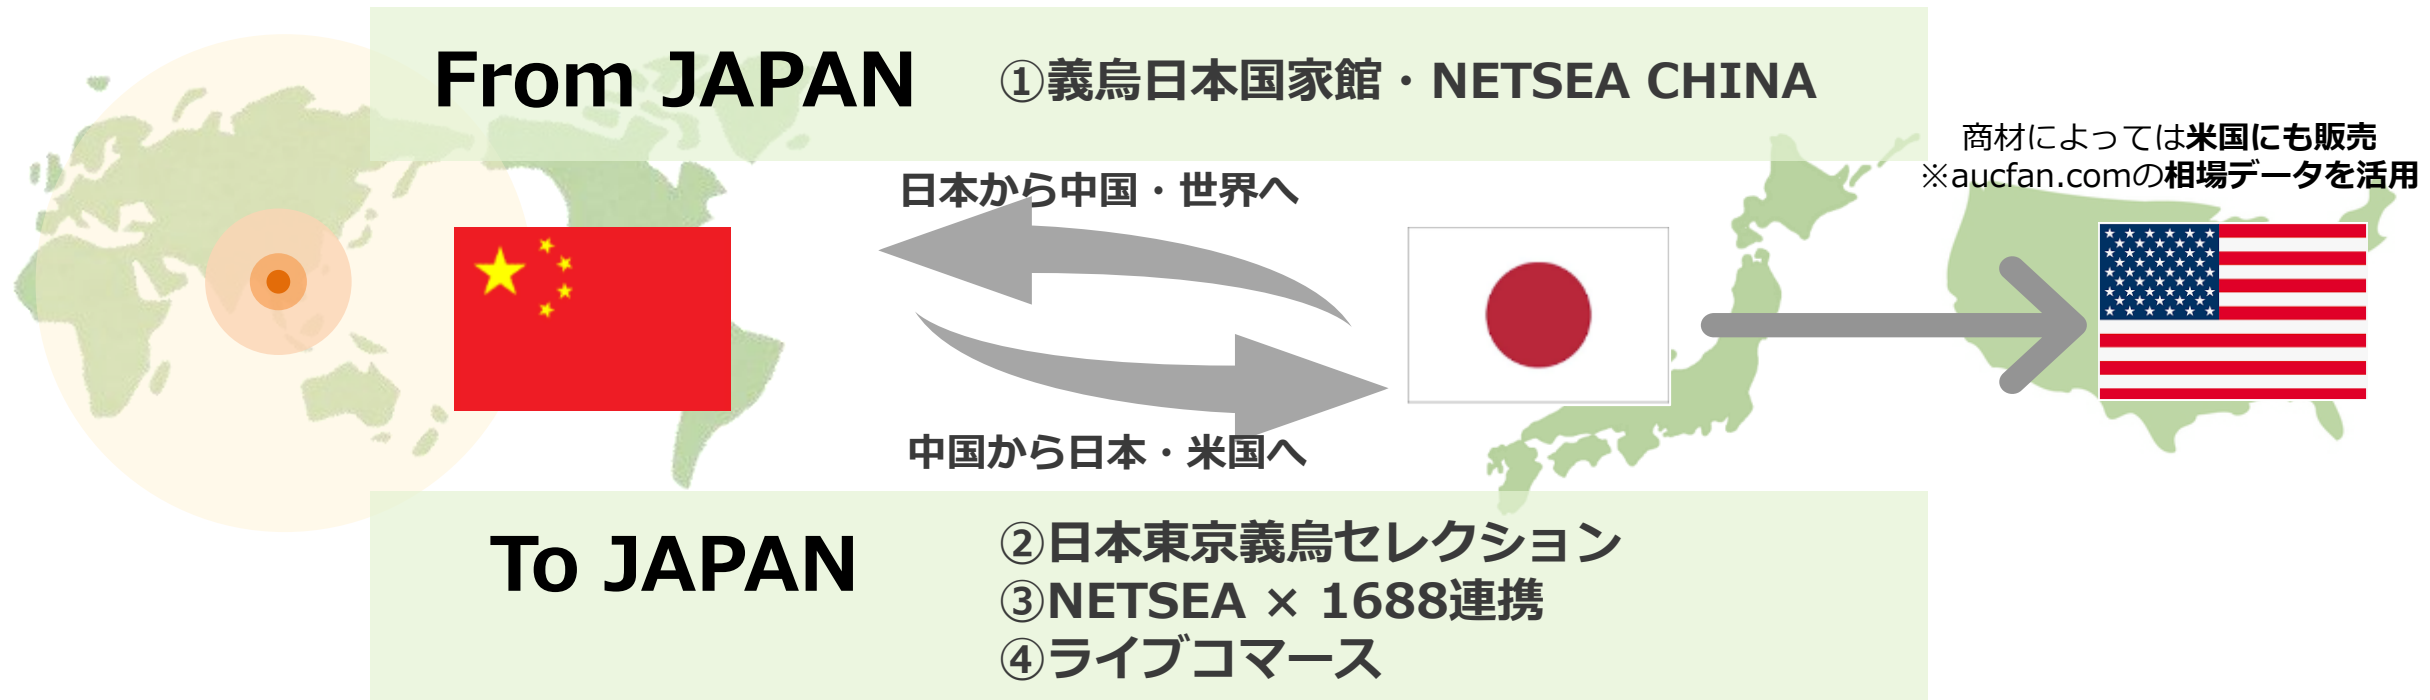 From JAPAN
①義烏日本国家館・NETSEA CHINA
商材によっては米国にも販売
※aucfan.comの相場データを活用
日本から中国・世界へ
中国から日本・米国へ
To JAPAN
②日本東京義烏セレクション
③NETSEA × 1688連携
④ライブコマース